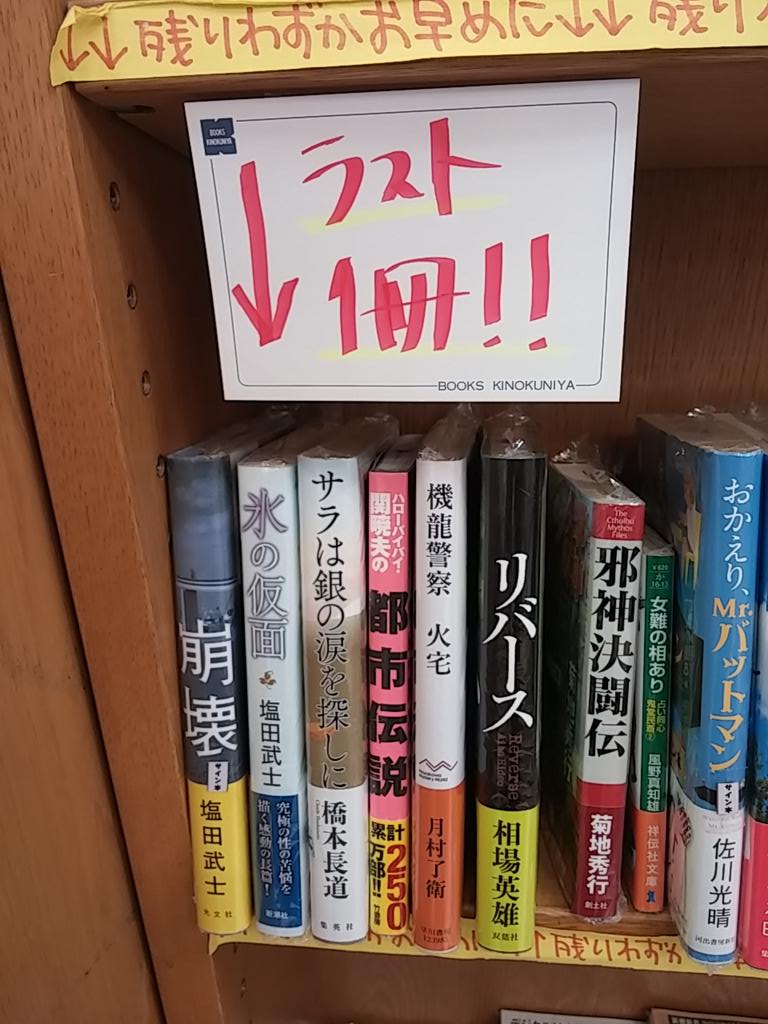 ↓↓残りわずかお早めに↓↓残り
BOOKS
KINOKUNIYA
↓ラスト
1冊!!
BOOKS KINOKUNIYA
崩壊
サイン本
塩田武士
光文社
氷の仮面
塩田武士
究極の性の苦悩を
描く感動の長篇!
新潮社
サラは銀の涙を探しに
橋本長道
集英社
ハローバイバイ・
関暁夫の
都市伝説
累計
250
万部!!
竹書房
機龍警察 火宅
月村了衛
早川書房
リバース
Reverse
相場英雄
双葉社
The
Cthulhu
Mythos
Files
邪神決闘伝
菊地秀行
創土社
¥620
か
16-13
女難の相あり
占い同心
鬼堂民斎②
風野真知雄
祥伝社文庫
おかえり、Mr.バットマン
サイン本
佐川光晴
河出書房新社
↑残りわずか